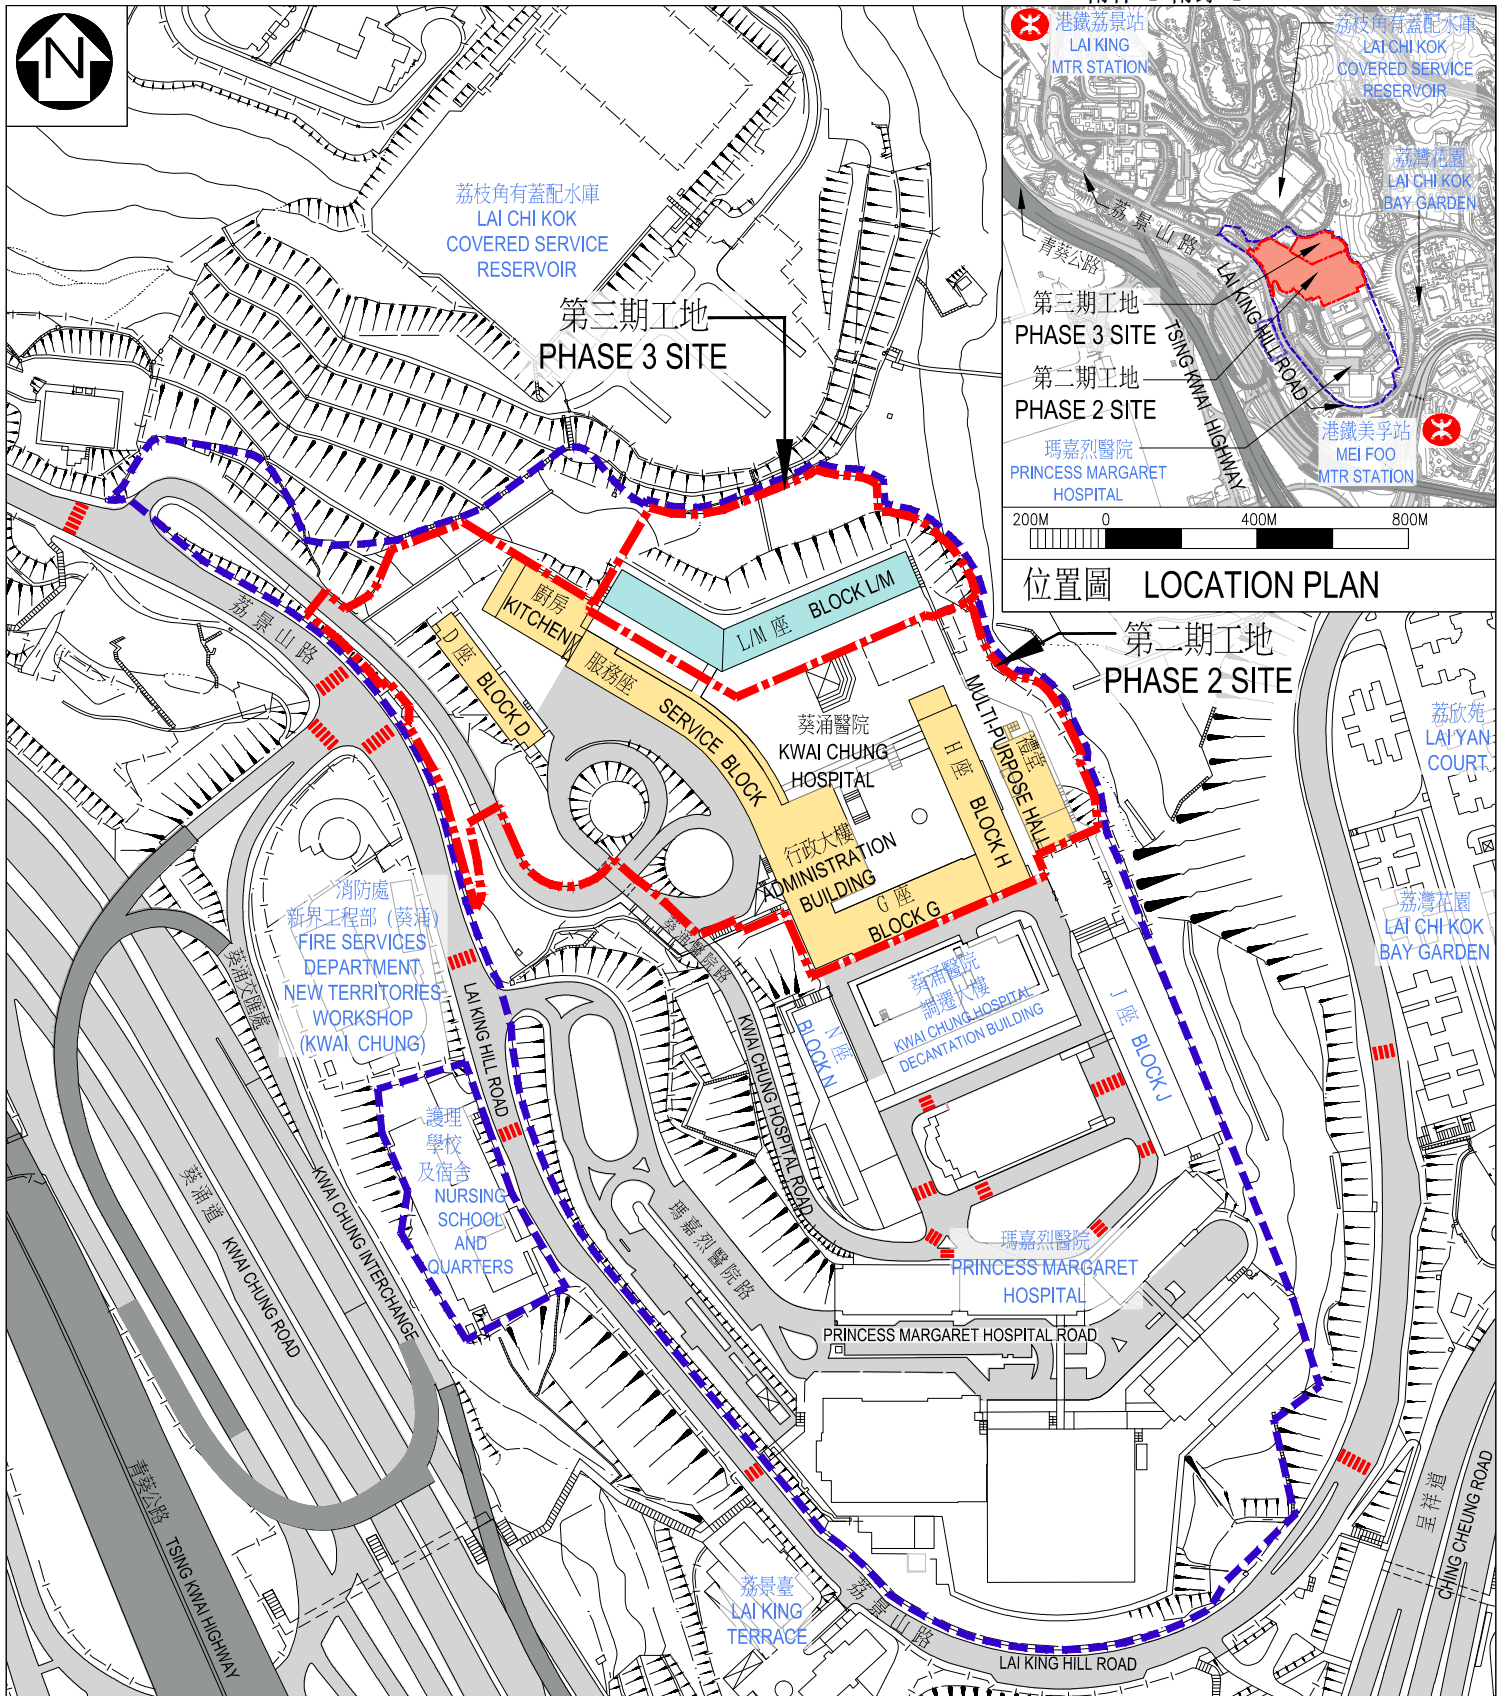 N
荔枝角有蓋配水庫
LAI CHI KOK
COVERED SERVICE
RESERVOIR
第三期工地
PHASE 3 SITE
港鐵荔景站
LAI KING
MTR STATION
荔枝角有蓋配水庫
LAI CHI KOK
COVERED SERVICE
RESERVOIR
荔灣花園
LAI CHI KOK
BAY GARDEN
荔景山路
青葵公路
LAI KING HILL ROAD
TSING KWAI HIGHWAY
第三期工地
PHASE 3 SITE
第二期工地
PHASE 2 SITE
瑪嘉烈醫院
PRINCESS MARGARET
HOSPITAL
港鐵美孚站
MEI FOO
MTR STATION
200M 0 400M 800M
位置圖 LOCATION PLAN
第二期工地
PHASE 2 SITE
荔景山路
廚房
KITCHEN
D 座
BLOCK D
服務座
SERVICE BLOCK
L/M 座 BLOCK L/M
葵涌醫院
KWAI CHUNG
HOSPITAL
H 座
BLOCK H
禮堂
MULTI-PURPOSE HALL
行政大樓
ADMINISTRATION
BUILDING
G 座
BLOCK G
荔欣苑
LAI YAN
COURT
荔灣花園
LAI CHI KOK
BAY GARDEN
消防處
新界工程部 (葵涌)
FIRE SERVICES
DEPARTMENT
NEW TERRITORIES
WORKSHOP
(KWAI CHUNG)
葵涌交匯處
KWAI CHUNG INTERCHANGE
LAI KING HILL ROAD
葵涌醫院路
KWAI CHUNG HOSPITAL ROAD
N 座
BLOCK N
葵涌醫院
調遷大樓
KWAI CHUNG HOSPITAL
DECANTATION BUILDING
J 座 BLOCK J
護理
學校
及宿舍
NURSING
SCHOOL
AND
QUARTERS
葵涌道 KWAI CHUNG ROAD
瑪嘉烈醫院路
瑪嘉烈醫院
PRINCESS MARGARET
HOSPITAL
PRINCESS MARGARET HOSPITAL ROAD
青葵公路 TSING KWAI HIGHWAY
荔景臺
LAI KING
TERRACE
荔景山路
LAI KING HILL ROAD
呈祥道
CHING CHEUNG ROAD